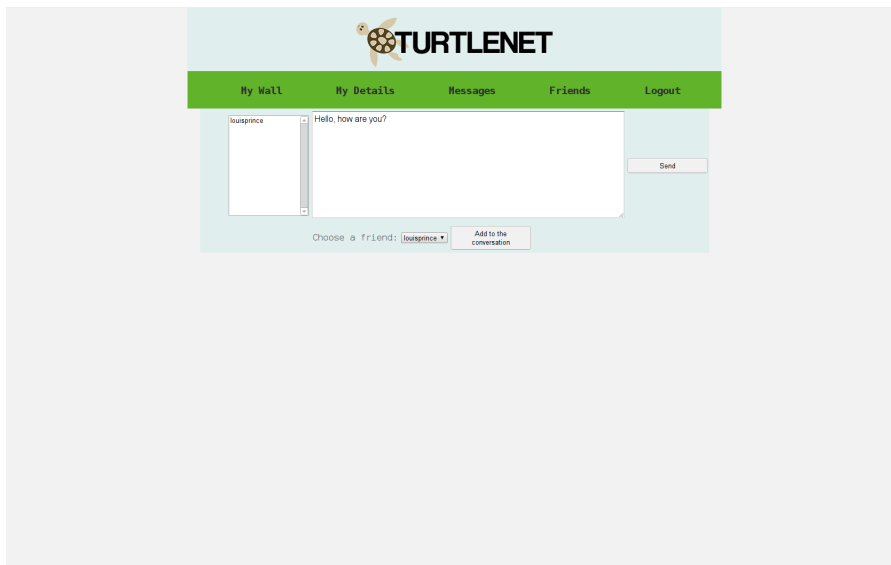 TURTLENET
My Wall My Details Messages Friends Logout
louisprince
Hello, how are you?
Send
Choose a friend: louisprince
Add to the
conversation